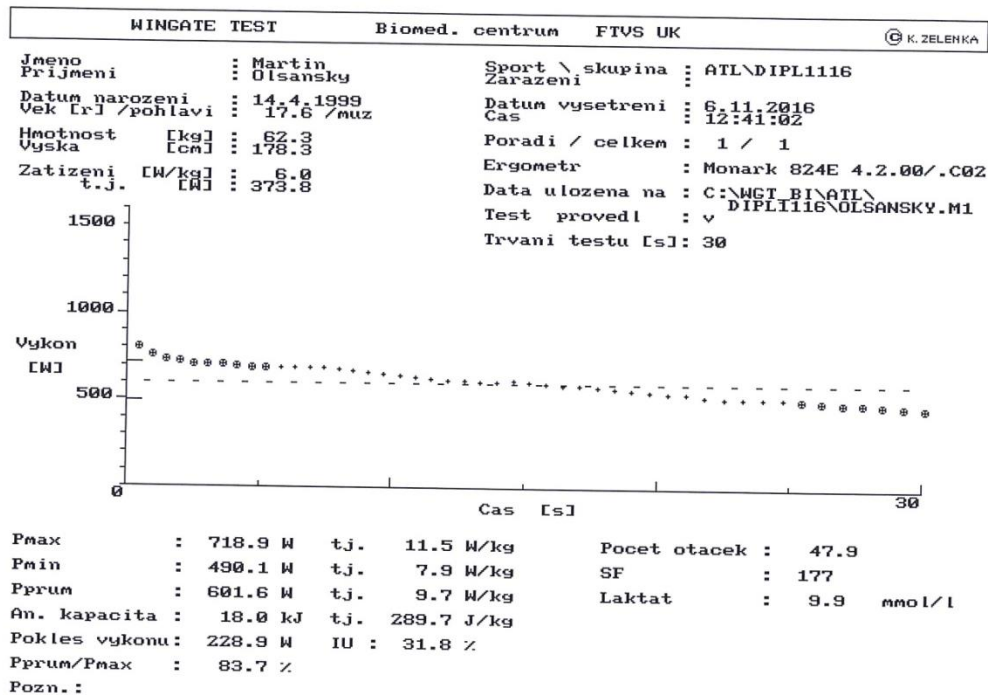 WINGATE TEST Biomed. centrum FTVS UK © K. ZELENKA
Jmeno : Martin
Prijmeni : Olsansky
Datum narozeni : 14.4.1999
Vek [r] /pohlavi : 17.6 /muz
Hmotnost [kg] : 62.3
Vyska [cm] : 178.3
Zatizeni [W/kg] : 6.0
t.j. [W] : 373.8
Sport \ skupina : ATL\DIPL1116
Zarazeni :
Datum vysetreni : 6.11.2016
Cas : 12:41:02
Poradi / celkem : 1 / 1
Ergometr : Monark 824E 4.2.00/.C02
Data ulozena na : C:\WGT_BI\ATL\
DIPL1116\OLSANSKY.M1
Test provedl : v
Trvani testu [s]: 30
1500
1000
Vykon
[W]
500
0
30
Cas [s]
Pmax : 718.9 W tj. 11.5 W/kg
Pmin : 490.1 W tj. 7.9 W/kg
Pprum : 601.6 W tj. 9.7 W/kg
An. kapacita : 18.0 kJ tj. 289.7 J/kg
Pokles vykonu: 228.9 W IU : 31.8 %
Pprum/Pmax : 83.7 %
Pozn.:
Pocet otacek : 47.9
SF : 177
Laktat : 9.9 mmol/l